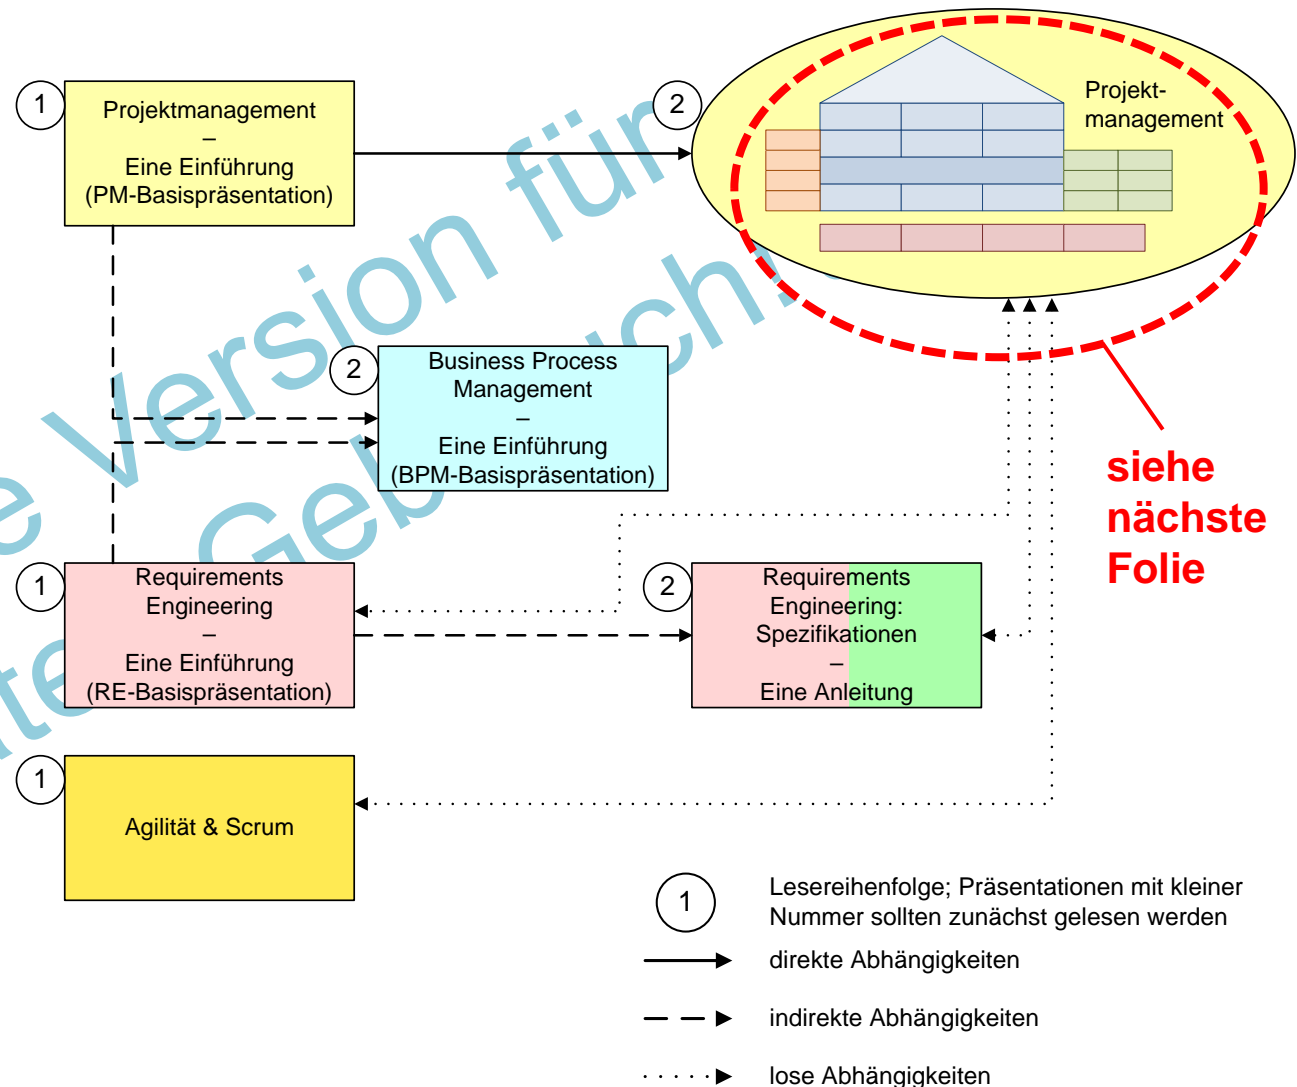 1
Projektmanagement
–
Eine Einführung
(PM-Basispräsentation)
2
Projekt-
management
2
Business Process
Management
–
Eine Einführung
(BPM-Basispräsentation)
siehe
nächste
Folie
1
Requirements
Engineering
–
Eine Einführung
(RE-Basispräsentation)
2
Requirements
Engineering:
Spezifikationen
–
Eine Anleitung
1
Agilität & Scrum
1
Lesereihenfolge; Präsentationen mit kleiner
Nummer sollten zunächst gelesen werden
direkte Abhängigkeiten
indirekte Abhängigkeiten
lose Abhängigkeiten
Version für